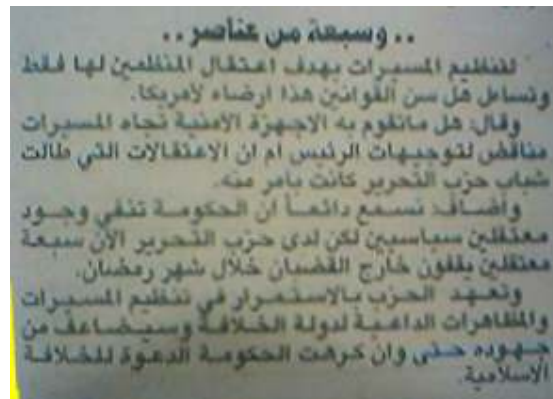 .. وسبعة من عناصر ..
لتنظيم المسيرات بهدف اعتقال المنظمين لها فقط
وتساءل هل سن القوانين هذا ارضاء لامريكا.
وقال: هل ماتقوم به الاجهزة الامنية تجاه المسيرات
مناقض لتوجيهات الرئيس ام ان الاعتقالات التي طالت
شباب حزب التحرير كانت بامر منه.
واضاف: نسمع دائماً ان الحكومة تنفي وجود
معتقلين سياسيين لكن لدى حزب التحرير الآن سبعة
معتقلين يقفون خارج القضبان خلال شهر رمضان.
وتعهد الحزب بالاستمرار في تنظيم المسيرات
والمظاهرات الداعية لدولة الخلافة وسيضاعف من
جهوده حتى وان كرهت الحكومة الدعوة للخلافة
الاسلامية.